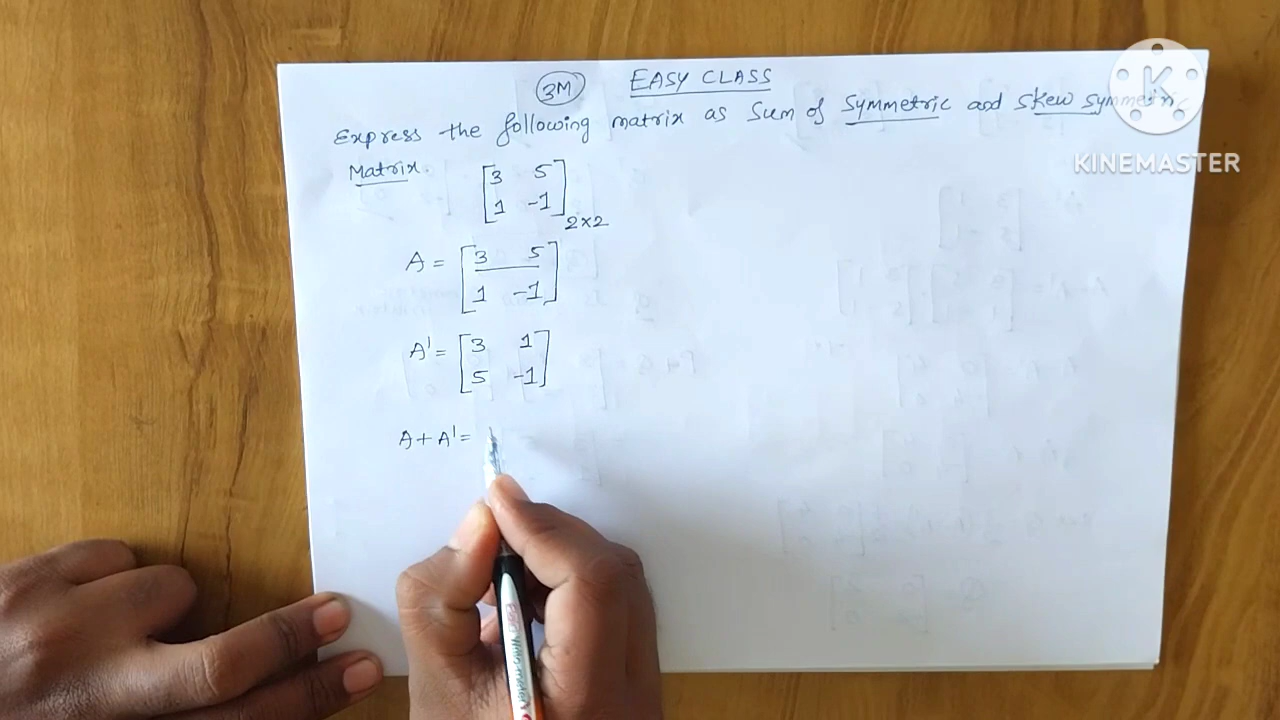 3M EASY CLASS
Express the following matrix as sum of symmetric and skew symmetric
Matrix.
[3 5
1 -1] 2×2
A = [3 5
1 -1]
A' = [3 1
5 -1]
A + A' =
K
KINEMASTER